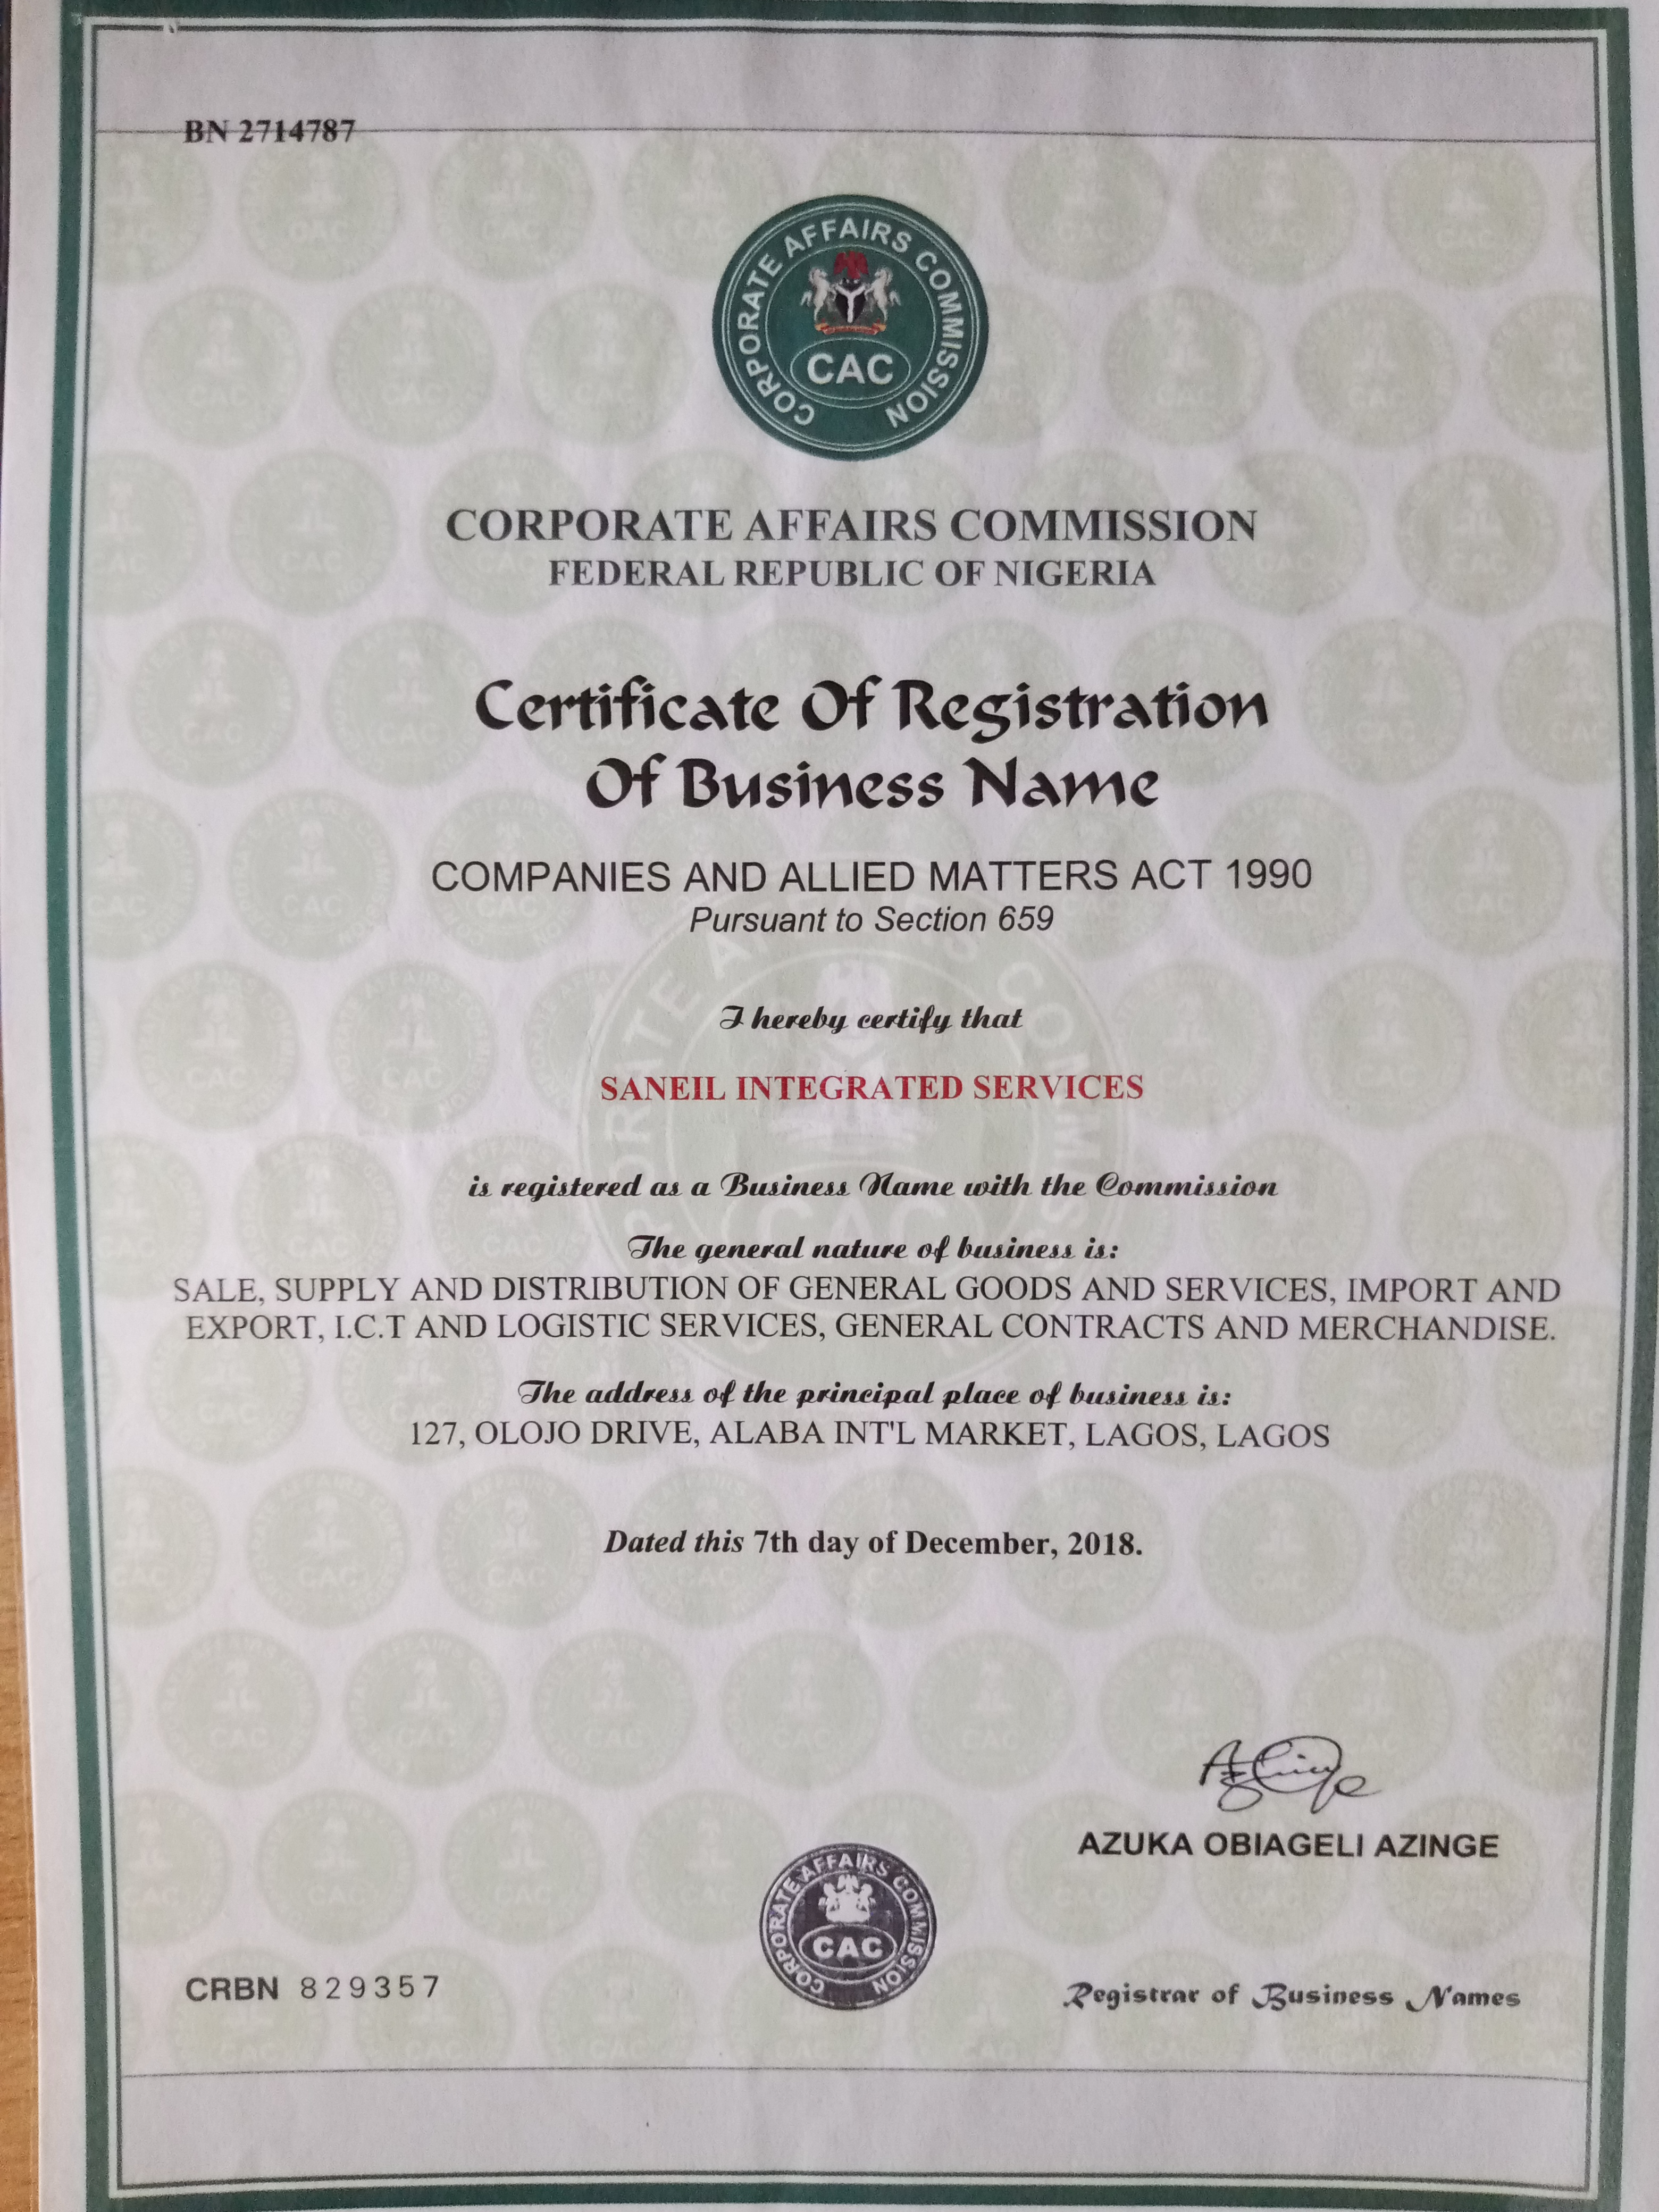 BN 2714787
CORPORATE AFFAIRS COMMISSION
CAC
CORPORATE AFFAIRS COMMISSION
FEDERAL REPUBLIC OF NIGERIA
Certificate Of Registration
Of Business Name
COMPANIES AND ALLIED MATTERS ACT 1990
Pursuant to Section 659
I hereby certify that
SANEIL INTEGRATED SERVICES
is registered as a Business Name with the Commission
The general nature of business is:
SALE, SUPPLY AND DISTRIBUTION OF GENERAL GOODS AND SERVICES, IMPORT AND
EXPORT, I.C.T AND LOGISTIC SERVICES, GENERAL CONTRACTS AND MERCHANDISE.
The address of the principal place of business is:
127, OLOJO DRIVE, ALABA INT'L MARKET, LAGOS, LAGOS
Dated this 7th day of December, 2018.
AZUKA OBIAGELI AZINGE
CORPORATE AFFAIRS COMMISSION
CAC
CRBN 829357
Registrar of Business Names